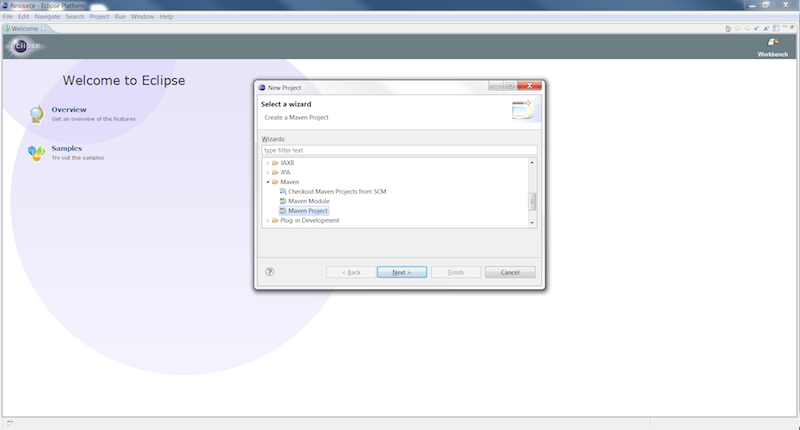 Resource - Eclipse Platform
File Edit Navigate Search Project Run Window Help
Welcome
eclipse
Workbench
Welcome to Eclipse
Overview
Get an overview of the features
Samples
Try out the samples
New Project
Select a wizard
Create a Maven Project
Wizards:
type filter text
JAXB
JPA
Maven
Checkout Maven Projects from SCM
Maven Module
Maven Project
Plug-in Development
< Back Next > Finish Cancel